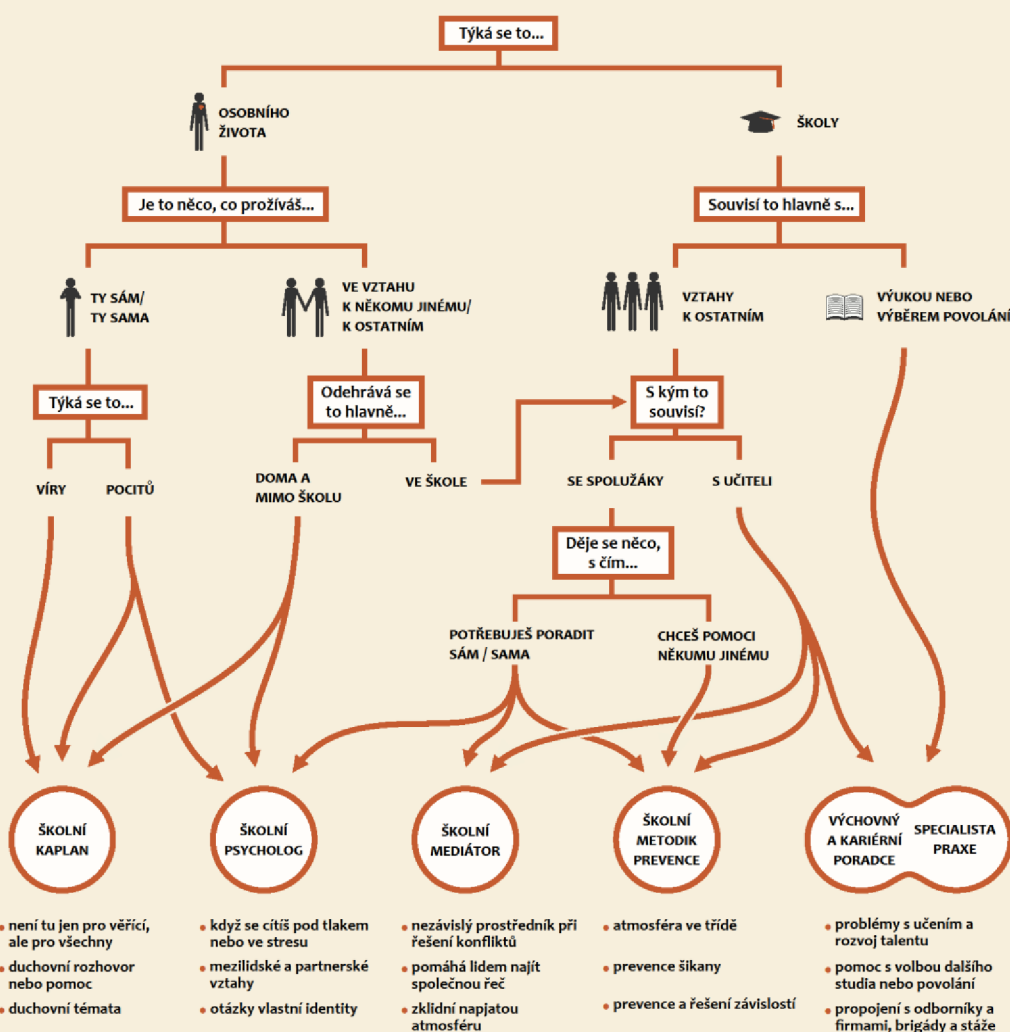 Týká se to...
OSOBNÍHO
ŽIVOTA
ŠKOLY
Je to něco, co prožíváš...
Souvisí to hlavně s...
TY SÁM/
TY SAMA
VE VZTAHU
K NĚKOMU JINÉMU/
K OSTATNÍM
VZTAHY
K OSTATNÍM
VÝUKOU NEBO
VÝBĚREM POVOLÁNÍ
Týká se to...
Odehrává se
to hlavně...
S kým to
souvisí?
VÍRY
POCITŮ
DOMA A
MIMO ŠKOLU
VE ŠKOLE
SE SPOLUŽÁKY
S UČITELI
Děje se něco,
s čím...
POTŘEBUJEŠ PORADIT
SÁM / SAMA
CHCEŠ POMOCI
NĚKUMU JINÉMU
ŠKOLNÍ
KAPLAN
ŠKOLNÍ
PSYCHOLOG
ŠKOLNÍ
MEDIÁTOR
ŠKOLNÍ
METODIK
PREVENCE
VÝCHOVNÝ
A KARIÉRNÍ
PORADCE
SPECIALISTA
PRAXE
• není tu jen pro věřící,
ale pro všechny
• duchovní rozhovor
nebo pomoc
• duchovní témata
• když se cítíš pod tlakem
nebo ve stresu
• mezilidské a partnerské
vztahy
• otázky vlastní identity
• nezávislý prostředník při
řešení konfliktů
• pomáhá lidem najít
společnou řeč
• zklidní napjatou
atmosféru
• atmosféra ve třídě
• prevence šikany
• prevence a řešení závislostí
• problémy s učením a
rozvoj talentu
• pomoc s volbou dalšího
studia nebo povolání
• propojení s odborníky a
firmami, brigády a stáže